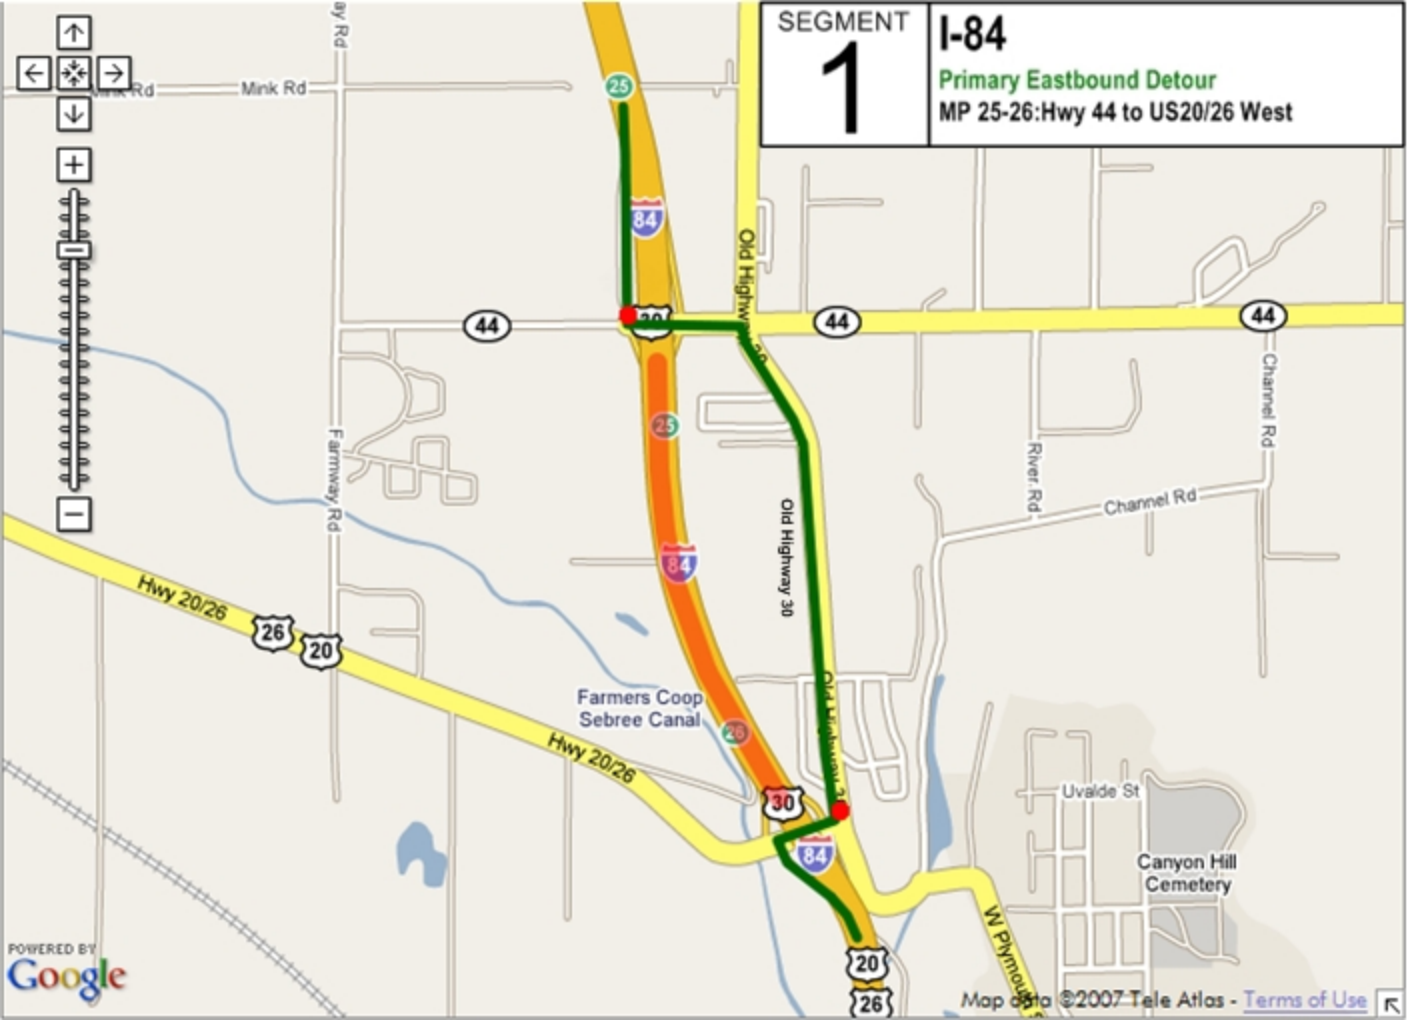 SEGMENT
1
I-84
Primary Eastbound Detour
MP 25-26:Hwy 44 to US20/26 West
ay Rd
Mink Rd
Mink Rd
25
84
Old Highway 30
30
44
44
44
Channel Rd
25
Farmway Rd
River Rd
Channel Rd
Old Highway 30
84
Hwy 20/26
26
20
Farmers Coop
Sebree Canal
26
Hwy 20/26
30
84
Uvalde St
Canyon Hill
Cemetery
W Plymouth S
20
26
POWERED BY
Google
Map data ©2007 Tele Atlas - Terms of Use